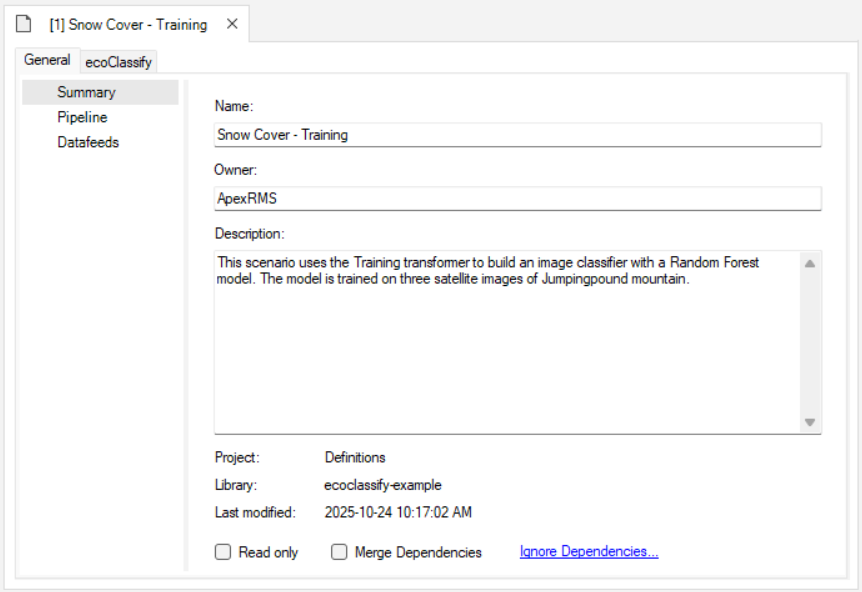 [1] Snow Cover - Training
General
ecoClassify
Summary
Pipeline
Datafeeds
Name:
Snow Cover - Training
Owner:
ApexRMS
Description:
This scenario uses the Training transformer to build an image classifier with a Random Forest
model. The model is trained on three satellite images of Jumpingpound mountain.
Project: Definitions
Library: ecoclassify-example
Last modified: 2025-10-24 10:17:02 AM
Read only Merge Dependencies Ignore Dependencies...